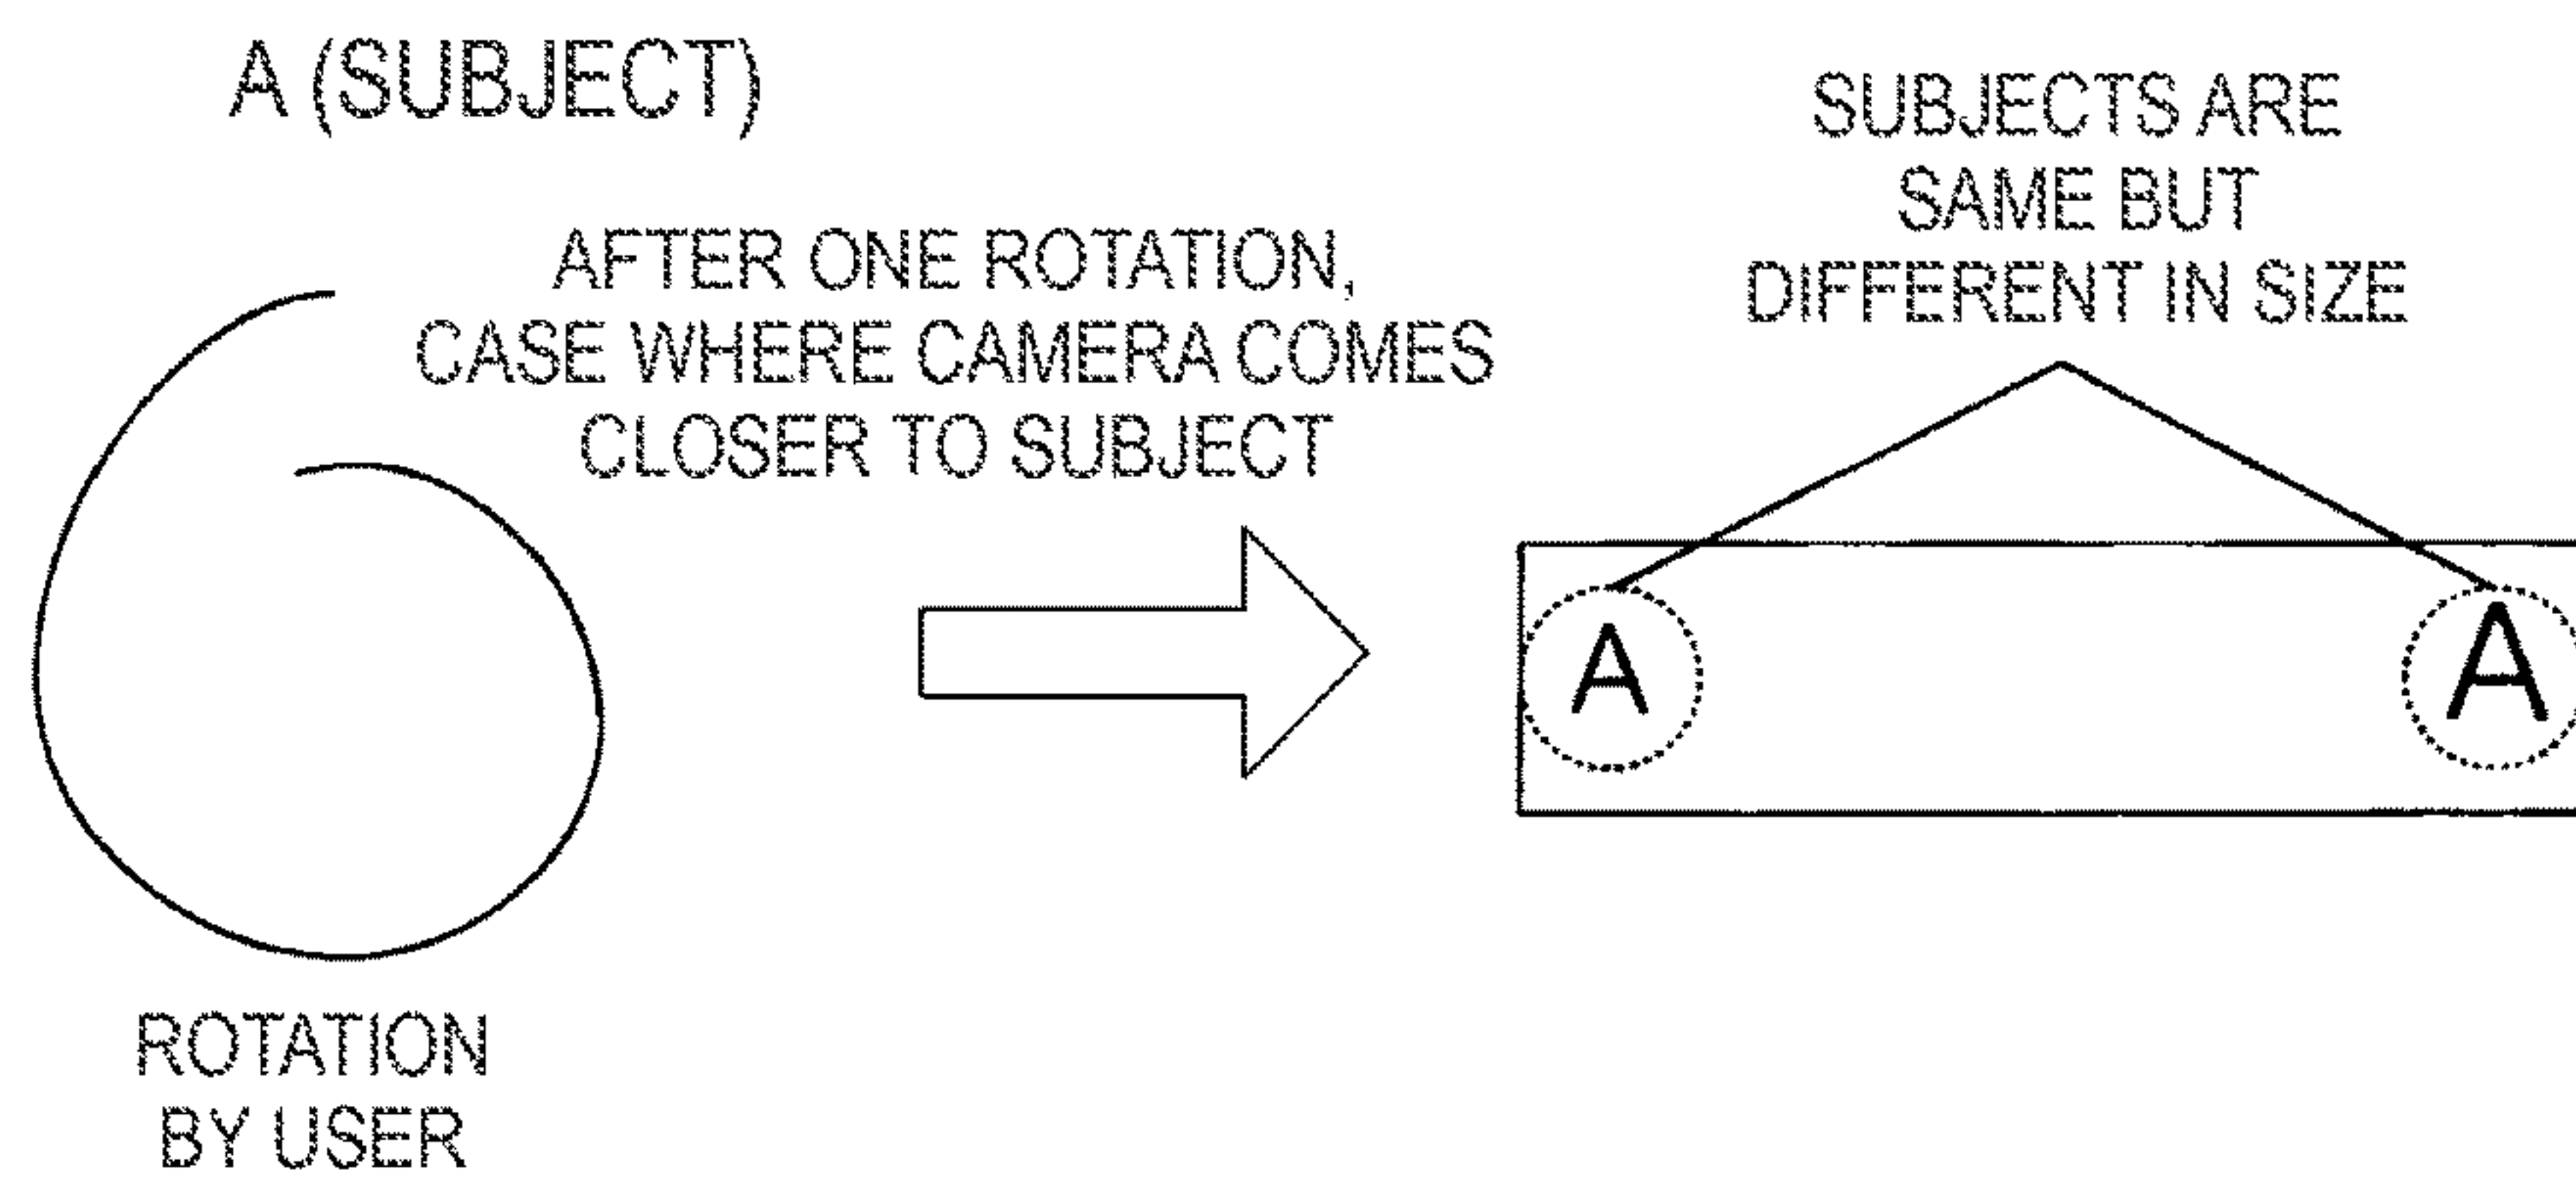 A (SUBJECT)
AFTER ONE ROTATION,
CASE WHERE CAMERA COMES
CLOSER TO SUBJECT
ROTATION
BY USER
SUBJECTS ARE
SAME BUT
DIFFERENT IN SIZE
A
A